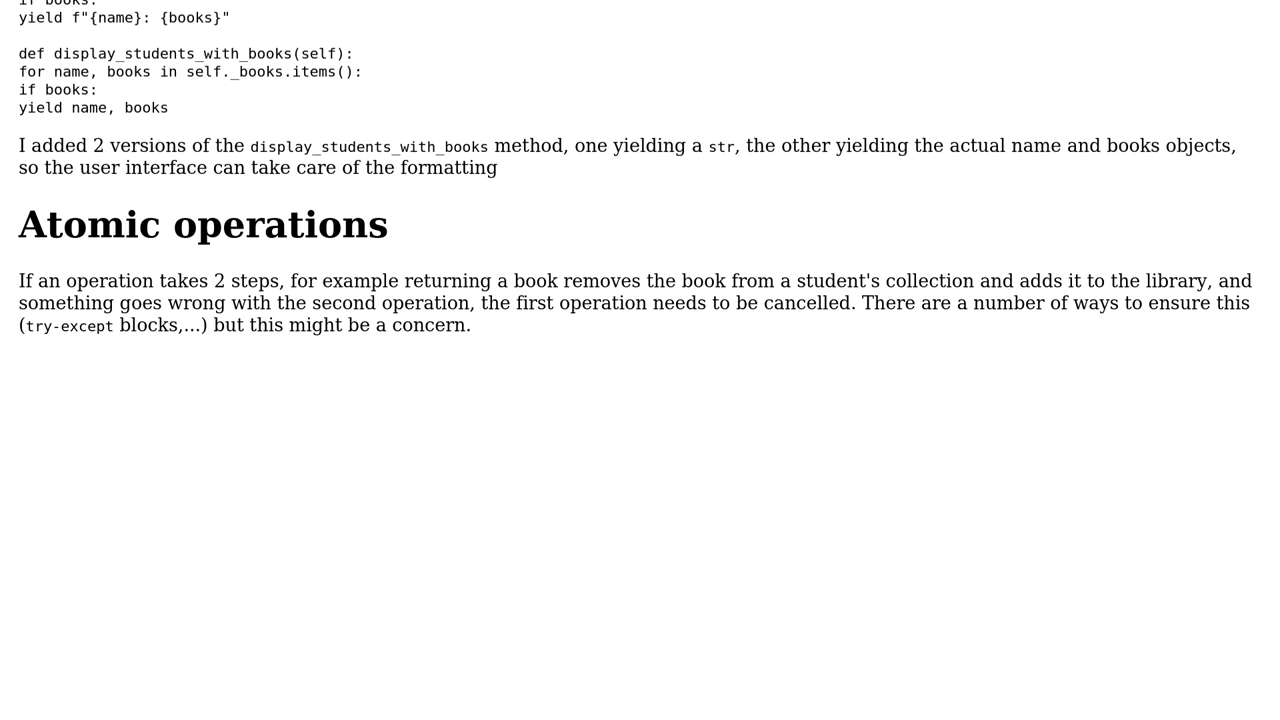 if books:
yield f"{name}: {books}"

def display_students_with_books(self):
for name, books in self._books.items():
if books:
yield name, books
I added 2 versions of the display_students_with_books method, one yielding a str, the other yielding the actual name and books objects,
so the user interface can take care of the formatting
Atomic operations
If an operation takes 2 steps, for example returning a book removes the book from a student's collection and adds it to the library, and
something goes wrong with the second operation, the first operation needs to be cancelled. There are a number of ways to ensure this
(try-except blocks,...) but this might be a concern.